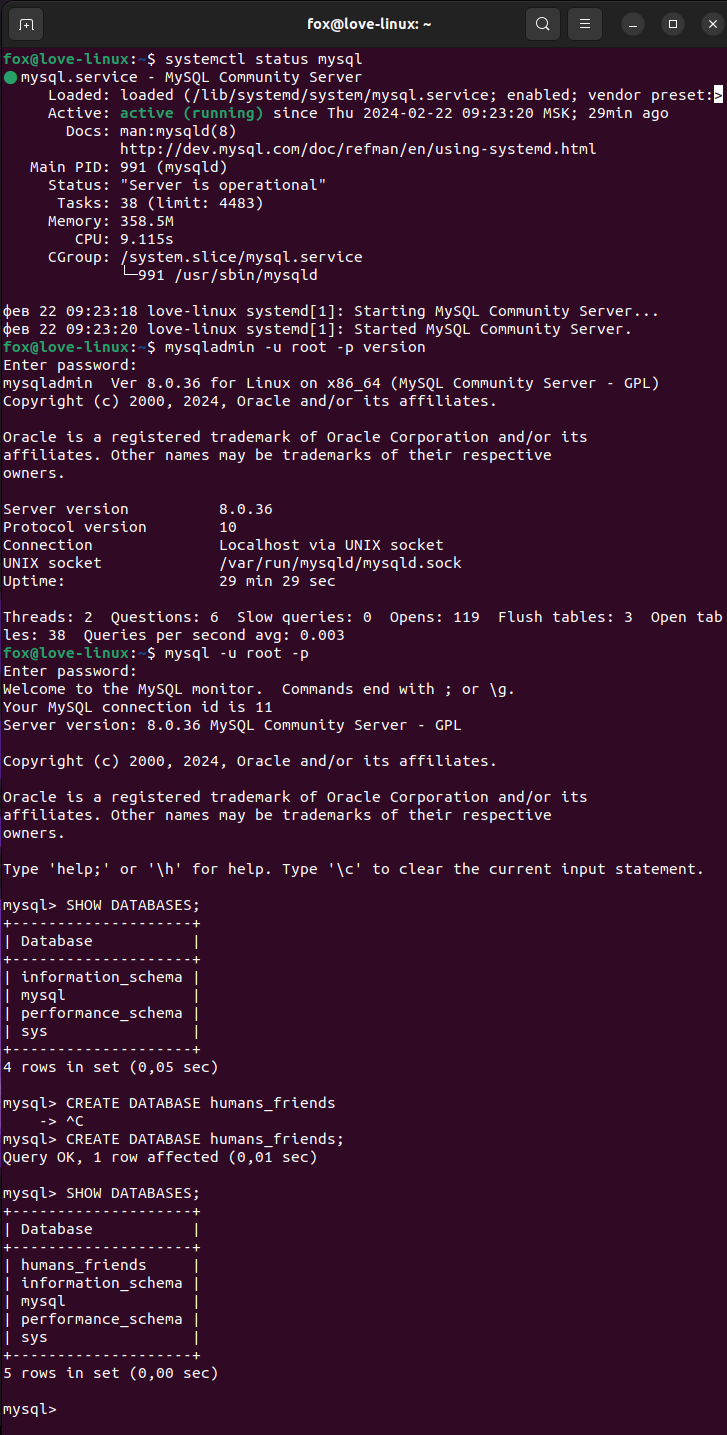 fox@love-linux: ~
fox@love-linux:~$ systemctl status mysql
● mysql.service - MySQL Community Server
     Loaded: loaded (/lib/systemd/system/mysql.service; enabled; vendor preset:>
     Active: active (running) since Thu 2024-02-22 09:23:20 MSK; 29min ago
       Docs: man:mysqld(8)
             http://dev.mysql.com/doc/refman/en/using-systemd.html
   Main PID: 991 (mysqld)
     Status: "Server is operational"
      Tasks: 38 (limit: 4483)
     Memory: 358.5M
        CPU: 9.115s
     CGroup: /system.slice/mysql.service
             └─991 /usr/sbin/mysqld
фев 22 09:23:18 love-linux systemd[1]: Starting MySQL Community Server...
фев 22 09:23:20 love-linux systemd[1]: Started MySQL Community Server.
fox@love-linux:~$ mysqladmin -u root -p version
Enter password:
mysqladmin  Ver 8.0.36 for Linux on x86_64 (MySQL Community Server - GPL)
Copyright (c) 2000, 2024, Oracle and/or its affiliates.
Oracle is a registered trademark of Oracle Corporation and/or its
affiliates. Other names may be trademarks of their respective
owners.
Server version          8.0.36
Protocol version        10
Connection              Localhost via UNIX socket
UNIX socket             /var/run/mysqld/mysqld.sock
Uptime:                 29 min 29 sec
Threads: 2  Questions: 6  Slow queries: 0  Opens: 119  Flush tables: 3  Open tab
les: 38  Queries per second avg: 0.003
fox@love-linux:~$ mysql -u root -p
Enter password:
Welcome to the MySQL monitor.  Commands end with ; or \g.
Your MySQL connection id is 11
Server version: 8.0.36 MySQL Community Server - GPL
Copyright (c) 2000, 2024, Oracle and/or its affiliates.
Oracle is a registered trademark of Oracle Corporation and/or its
affiliates. Other names may be trademarks of their respective
owners.
Type 'help;' or '\h' for help. Type '\c' to clear the current input statement.
mysql> SHOW DATABASES;
+--------------------+
| Database           |
+--------------------+
| information_schema |
| mysql              |
| performance_schema |
| sys                |
+--------------------+
4 rows in set (0,05 sec)
mysql> CREATE DATABASE humans_friends
    -> ^C
mysql> CREATE DATABASE humans_friends;
Query OK, 1 row affected (0,01 sec)
mysql> SHOW DATABASES;
+--------------------+
| Database           |
+--------------------+
| humans_friends     |
| information_schema |
| mysql              |
| performance_schema |
| sys                |
+--------------------+
5 rows in set (0,00 sec)
mysql>